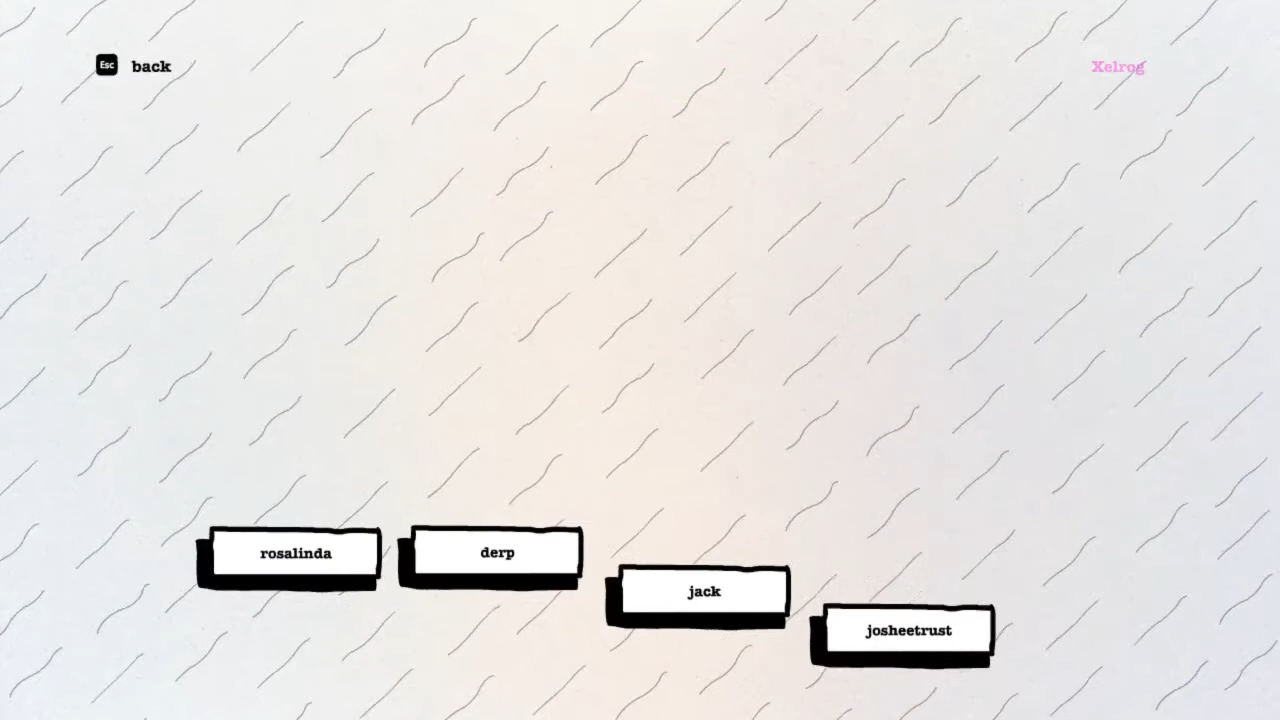 Esc back
Xelrog
rosalinda
derp
jack
josheetrust